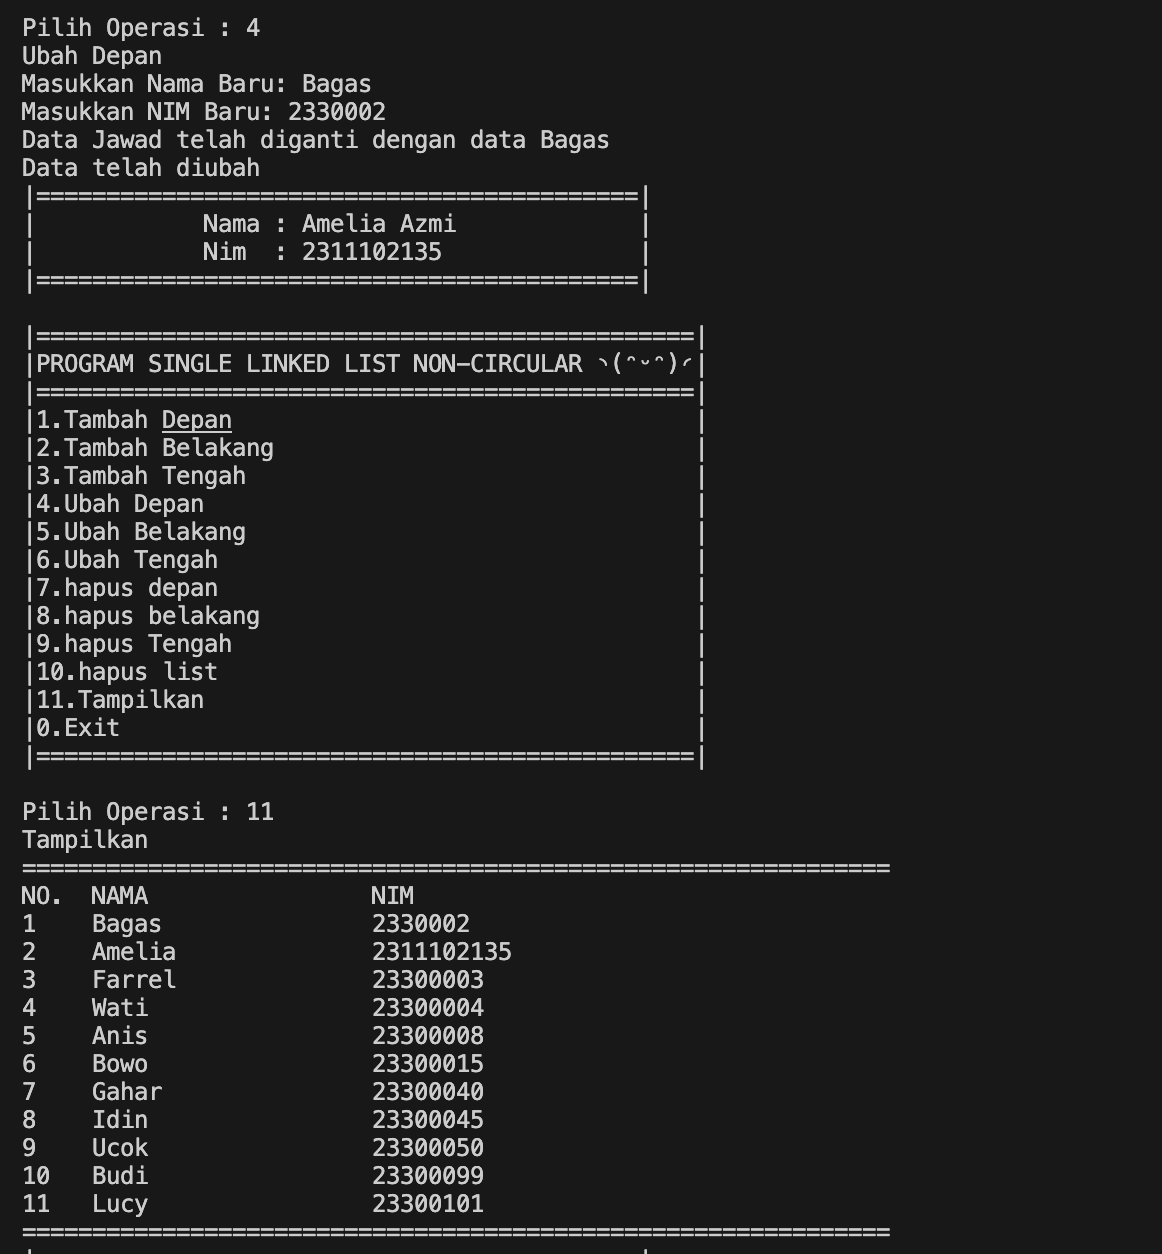 Pilih Operasi : 4
Ubah Depan
Masukkan Nama Baru: Bagas
Masukkan NIM Baru: 2330002
Data Jawad telah diganti dengan data Bagas
Data telah diubah
|===========================================|
|            Nama : Amelia Azmi             |
|            Nim  : 2311102135              |
|===========================================|
|===============================================|
|PROGRAM SINGLE LINKED LIST NON-CIRCULAR ◝(ᵔᵕᵔ)◜|
|===============================================|
|1.Tambah Depan                                 |
|2.Tambah Belakang                              |
|3.Tambah Tengah                                |
|4.Ubah Depan                                   |
|5.Ubah Belakang                                |
|6.Ubah Tengah                                  |
|7.hapus depan                                  |
|8.hapus belakang                               |
|9.hapus Tengah                                 |
|10.hapus list                                  |
|11.Tampilkan                                   |
|0.Exit                                         |
|===============================================|
Pilih Operasi : 11
Tampilkan
==============================================================
NO.  NAMA                NIM
1    Bagas               2330002
2    Amelia              2311102135
3    Farrel              23300003
4    Wati                23300004
5    Anis                23300008
6    Bowo                23300015
7    Gahar               23300040
8    Idin                23300045
9    Ucok                23300050
10   Budi                23300099
11   Lucy                23300101
==============================================================